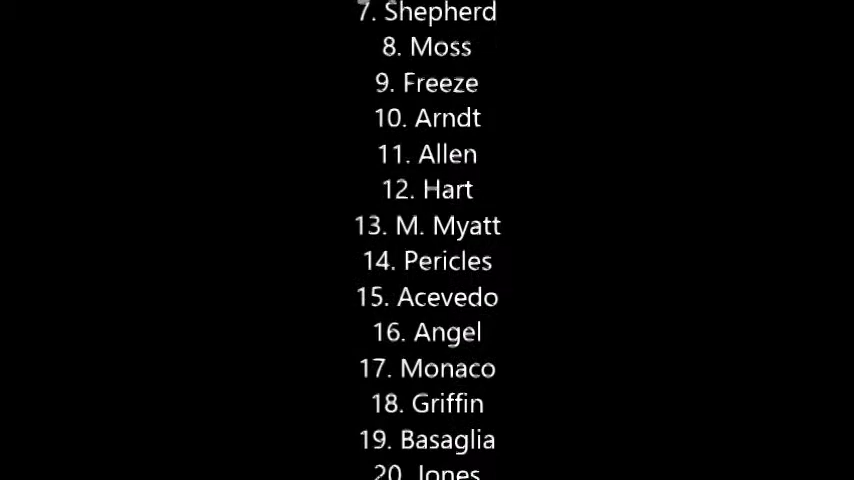 7. Shepherd
8. Moss
9. Freeze
10. Arndt
11. Allen
12. Hart
13. M. Myatt
14. Pericles
15. Acevedo
16. Angel
17. Monaco
18. Griffin
19. Basaglia
20. Jones